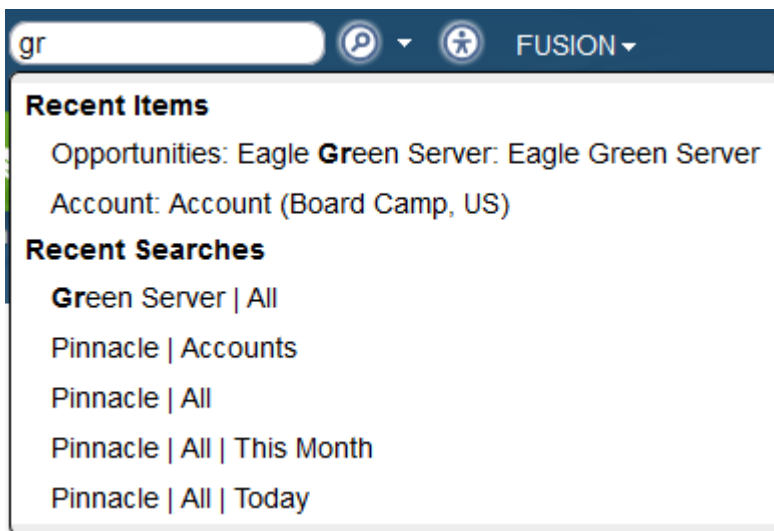 gr FUSION
Recent Items
Opportunities: Eagle Green Server: Eagle Green Server
Account: Account (Board Camp, US)
Recent Searches
Green Server | All
Pinnacle | Accounts
Pinnacle | All
Pinnacle | All | This Month
Pinnacle | All | Today